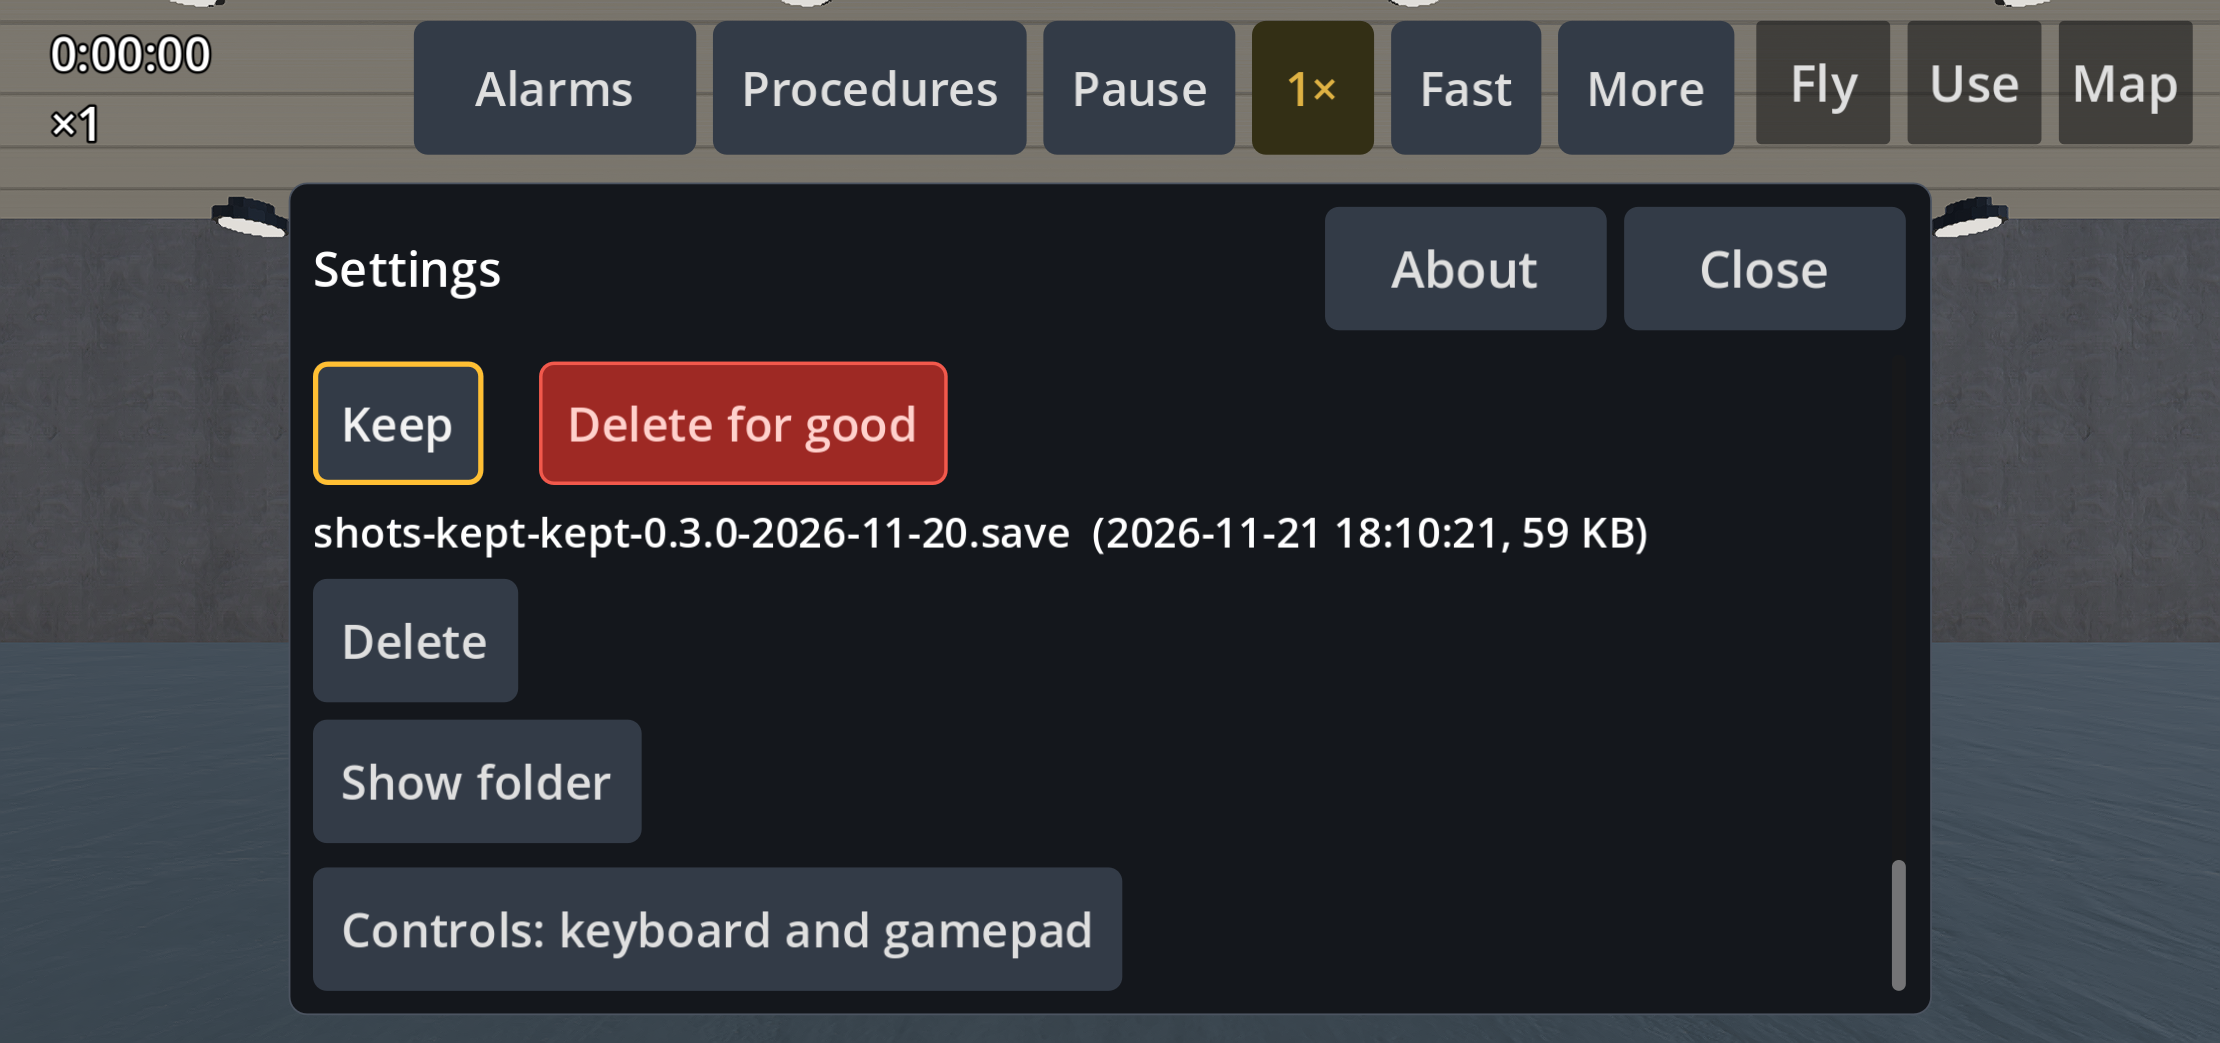 0:00:00
×1
Alarms Procedures Pause 1× Fast More Fly Use Map
Settings About Close
Keep Delete for good
shots-kept-kept-0.3.0-2026-11-20.save (2026-11-21 18:10:21, 59 KB)
Delete
Show folder
Controls: keyboard and gamepad